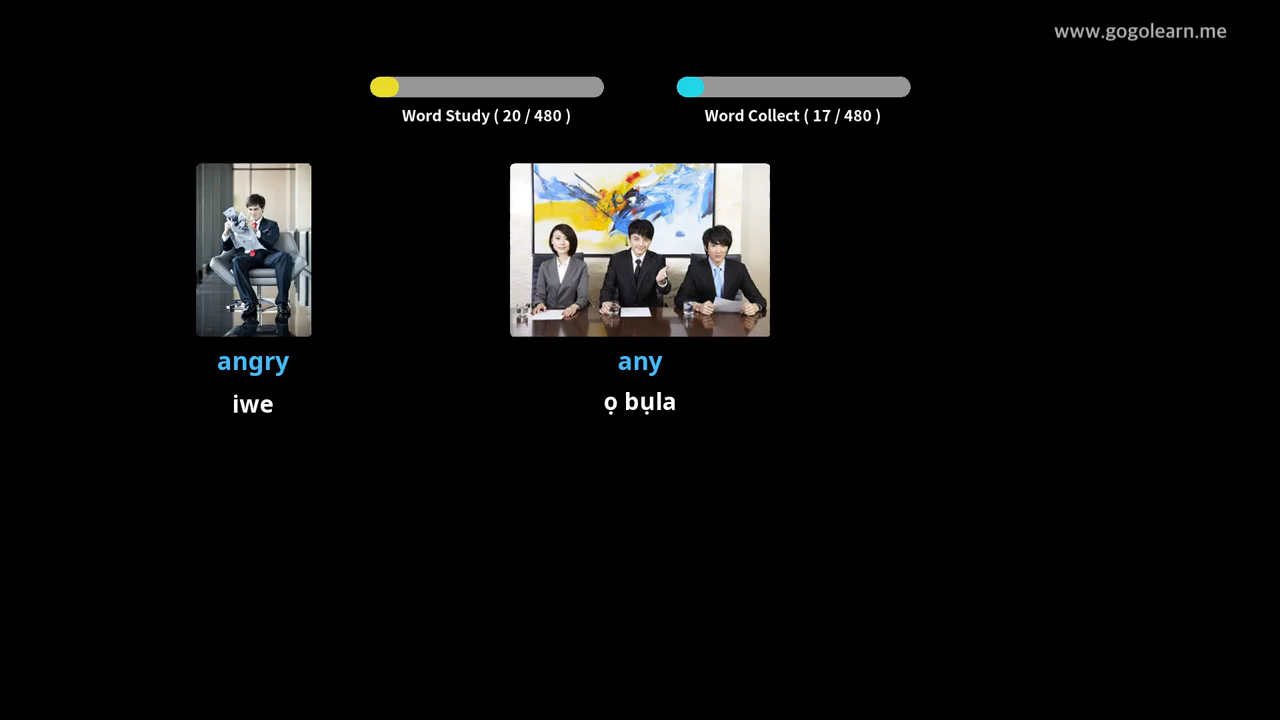 www.gogolearn.me
Word Study ( 20 / 480 )
Word Collect ( 17 / 480 )
angry
iwe
any
ọ bụla